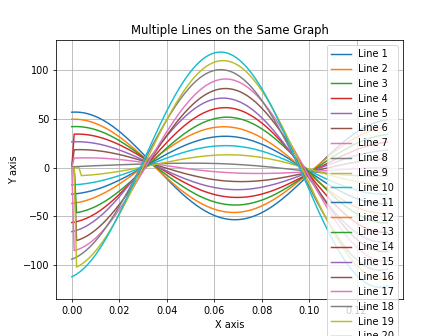 Multiple Lines on the Same Graph
Y axis
100
50
0
−50
−100
0.00
0.02
0.04
0.06
0.08
0.10
X axis
Line 1
Line 2
Line 3
Line 4
Line 5
Line 6
Line 7
Line 8
Line 9
Line 10
Line 11
Line 12
Line 13
Line 14
Line 15
Line 16
Line 17
Line 18
Line 19
Line 20